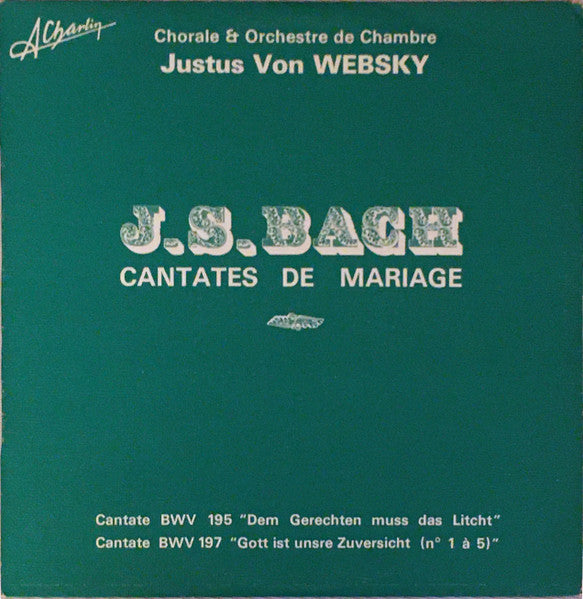 ACharlin
Chorale & Orchestre de Chambre
Justus Von WEBSKY
J.S.BACH
CANTATES DE MARIAGE
Cantate BWV 195 "Dem Gerechten muss das Litcht"
Cantate BWV 197 "Gott ist unsre Zuversicht (n° 1 à 5)"